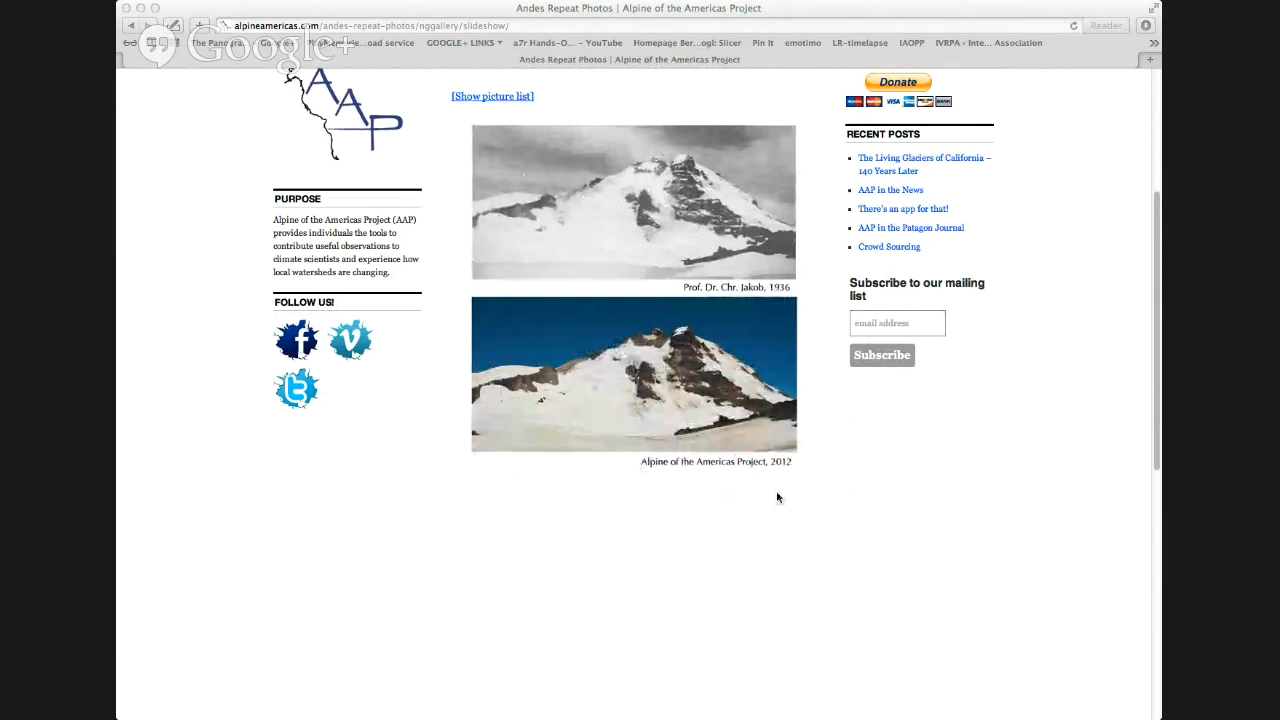 Andes Repeat Photos | Alpine of the Americas Project
alpineamericas.com/andes-repeat-photos/nggallery/slideshow/
Reader
Google+
GOOGLE+ LINKS
a7r Hands-O... – YouTube
Homepage Ber...ogl: Slicer
Pin It
emotimo
LR-timelapse
IAOPP
IVRPA › Inte... Association
Andes Repeat Photos | Alpine of the Americas Project
AAP
PURPOSE
Alpine of the Americas Project (AAP)
provides individuals the tools to
contribute useful observations to
climate scientists and experience how
local watersheds are changing.
FOLLOW US!
[Show picture list]
Prof. Dr. Chr. Jakob, 1936
Alpine of the Americas Project, 2012
Donate
VISA
BANK
RECENT POSTS
The Living Glaciers of California –
140 Years Later
AAP in the News
There's an app for that!
AAP in the Patagon Journal
Crowd Sourcing
Subscribe to our mailing
list
email address
Subscribe